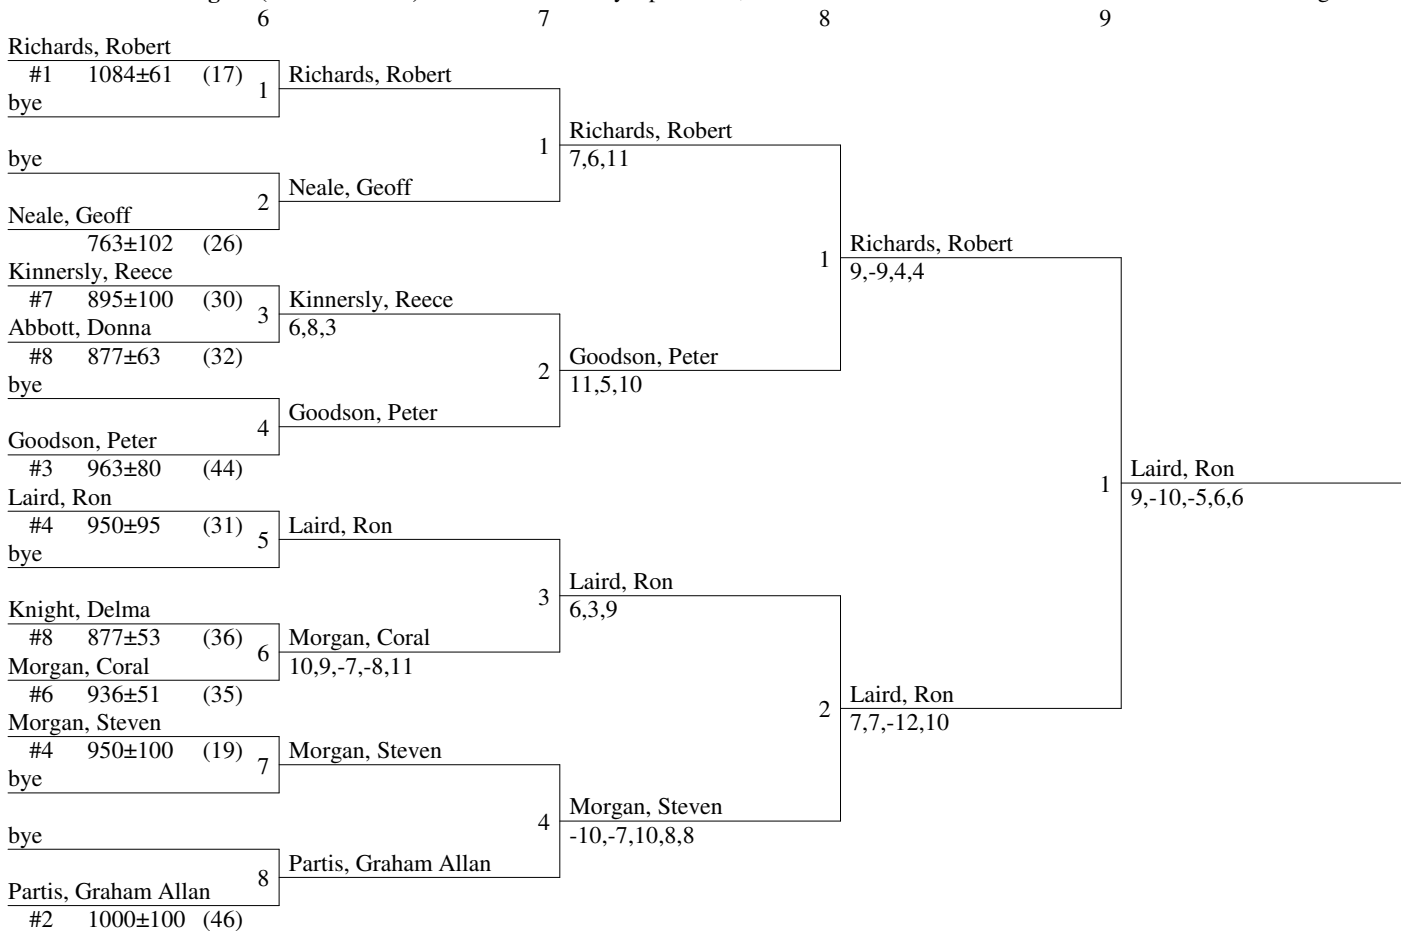 6 7 8 9
Richards, Robert
#1 1084±61 (17) 1 Richards, Robert
bye
1 Richards, Robert
7,6,11
bye
2 Neale, Geoff
Neale, Geoff
763±102 (26)
1 Richards, Robert
9,-9,4,4
Kinnersly, Reece
#7 895±100 (30) 3 Kinnersly, Reece
6,8,3
Abbott, Donna
#8 877±63 (32)
2 Goodson, Peter
11,5,10
bye
4 Goodson, Peter
Goodson, Peter
#3 963±80 (44)
1 Laird, Ron
9,-10,-5,6,6
Laird, Ron
#4 950±95 (31) 5 Laird, Ron
bye
3 Laird, Ron
6,3,9
Knight, Delma
#8 877±53 (36) 6 Morgan, Coral
10,9,-7,-8,11
Morgan, Coral
#6 936±51 (35)
2 Laird, Ron
7,7,-12,10
Morgan, Steven
#4 950±100 (19) 7 Morgan, Steven
bye
4 Morgan, Steven
-10,-7,10,8,8
bye
8 Partis, Graham Allan
Partis, Graham Allan
#2 1000±100 (46)